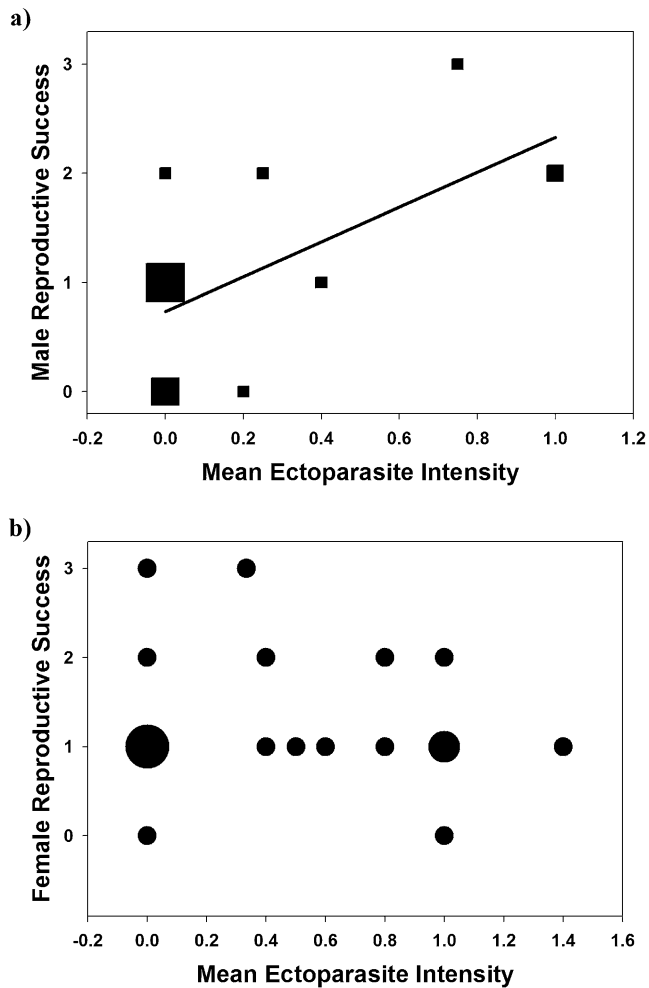 a)
Male Reproductive Success
3
2
1
0
-0.2 0.0 0.2 0.4 0.6 0.8 1.0 1.2
Mean Ectoparasite Intensity
b)
Female Reproductive Success
3
2
1
0
-0.2 0.0 0.2 0.4 0.6 0.8 1.0 1.2 1.4 1.6
Mean Ectoparasite Intensity